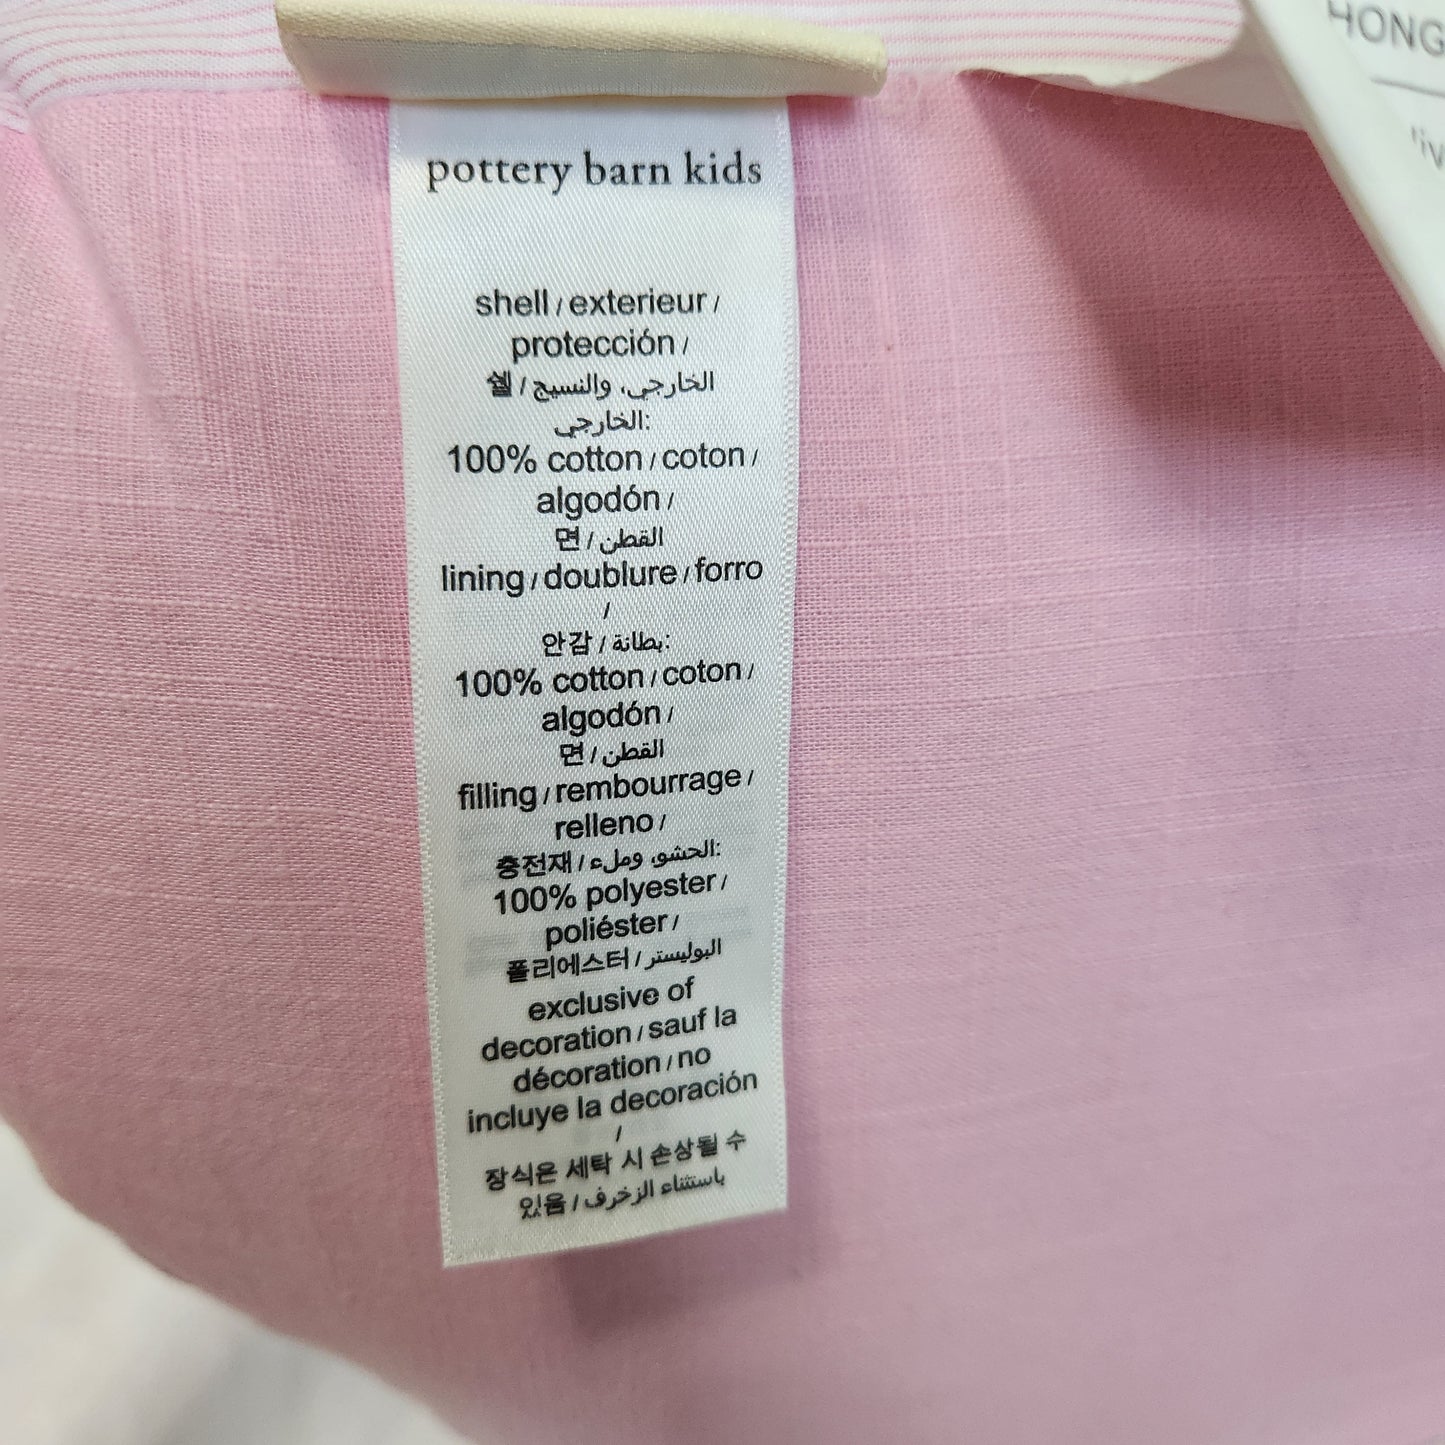 pottery barn kids
shell / exterieur /
protección /
쉘 / الخارجي، والنسيج
الخارجي:
100% cotton / coton /
algodón /
면 / القطن
lining / doublure / forro
/
안감 / بطانة:
100% cotton / coton /
algodón /
면 / القطن
filling / rembourrage /
relleno /
충전재 / الحشو، وملء:
100% polyester /
poliéster /
폴리에스터 / البوليستر
exclusive of
decoration / sauf la
décoration / no
incluye la decoración
/
장식은 세탁 시 손상될 수
있음 / باستثناء الزخرف
HONG